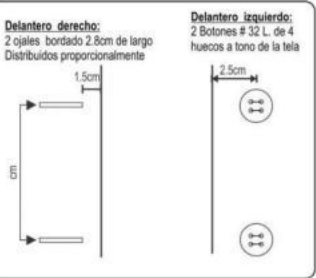 Delantero derecho:
2 ojales bordado 2.8cm de largo
Distribuidos proporcionalmente
1.5cm
cm
Delantero izquierdo:
2 Botones # 32 L. de 4
huecos a tono de la tela
2.5cm